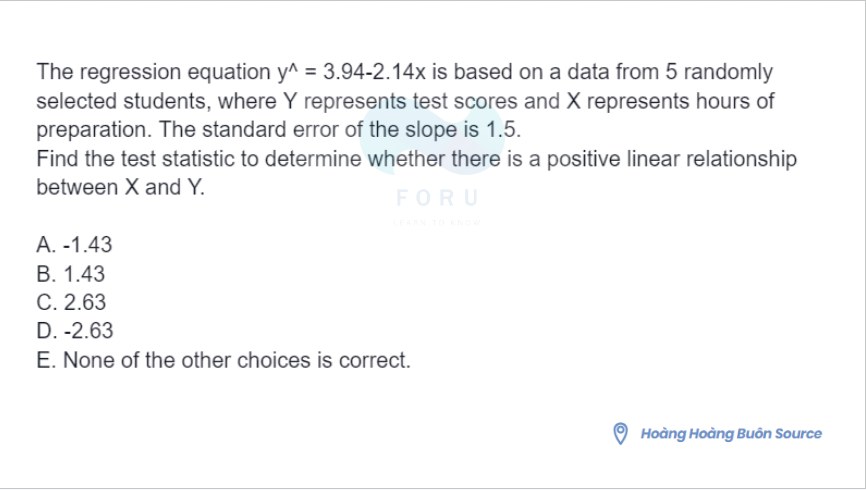 The regression equation y^ = 3.94-2.14x is based on a data from 5 randomly
selected students, where Y represents test scores and X represents hours of
preparation. The standard error of the slope is 1.5.
Find the test statistic to determine whether there is a positive linear relationship
between X and Y.
FORU
A. -1.43
B. 1.43
C. 2.63
D. -2.63
E. None of the other choices is correct.
Hoàng Hoàng Buôn Source